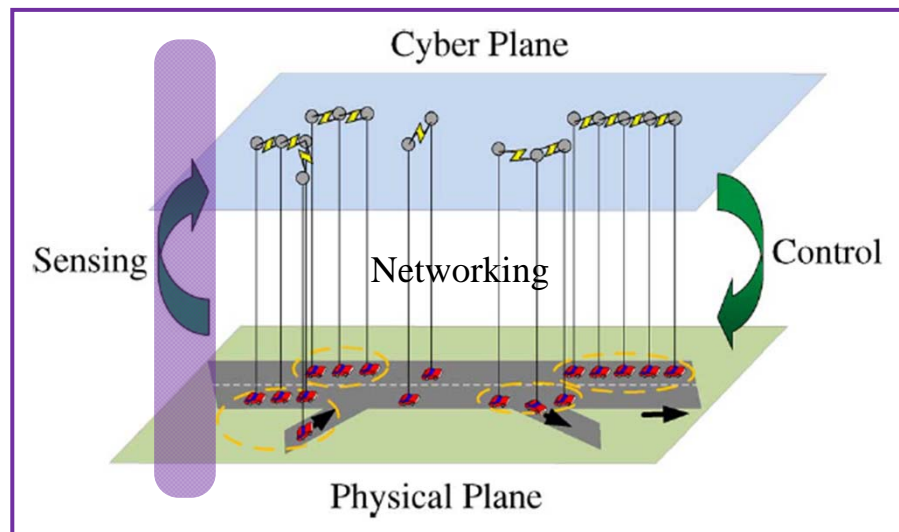 Cyber Plane
Sensing
Networking
Control
Physical Plane